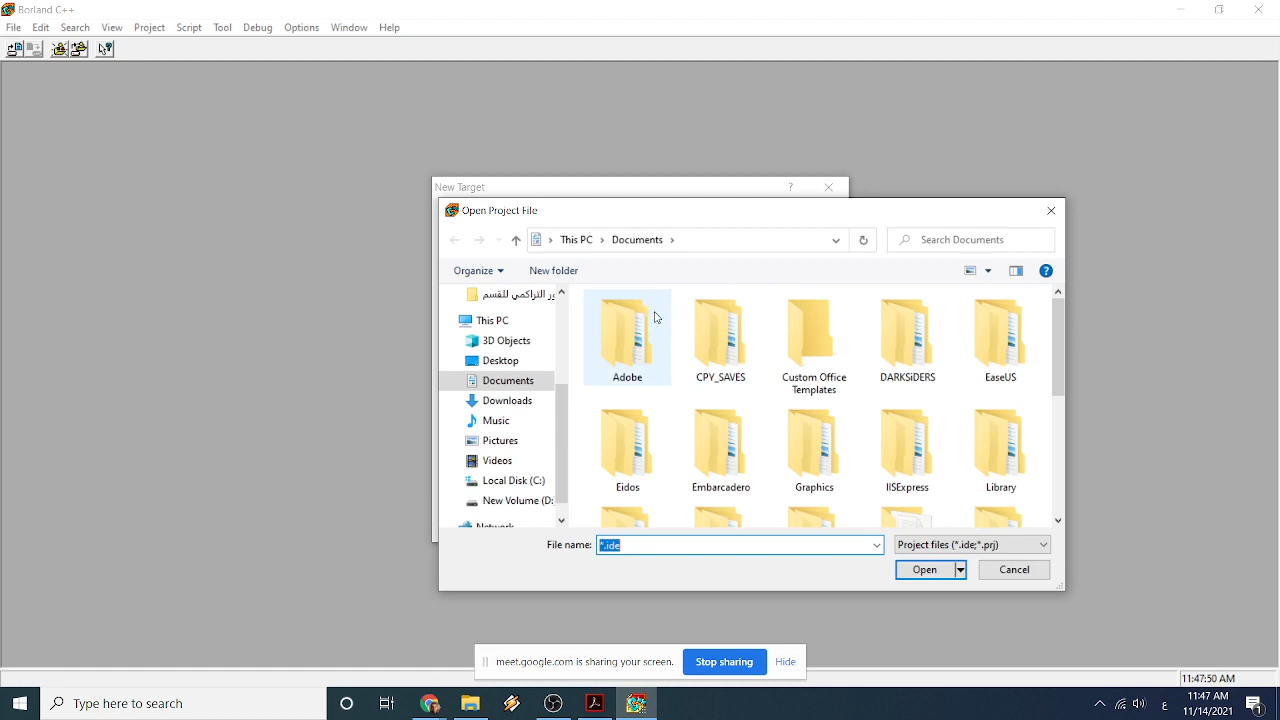 Borland C++
File Edit Search View Project Script Tool Debug Options Window Help
New Target
?
Open Project File
This PC Documents
Search Documents
Organize
New folder
ور التراكمي للقسم
This PC
3D Objects
Desktop
Documents
Downloads
Music
Pictures
Videos
Local Disk (C:)
New Volume (D:
Network
Adobe
CPY_SAVES
Custom Office
Templates
DARKSiDERS
EaseUS
Eidos
Embarcadero
Graphics
IISExpress
Library
File name: *.ide
Project files (*.ide;*.prj)
Open
Cancel
meet.google.com is sharing your screen. Stop sharing Hide
11:47:50 AM
Type here to search
E
11:47 AM
11/14/2021